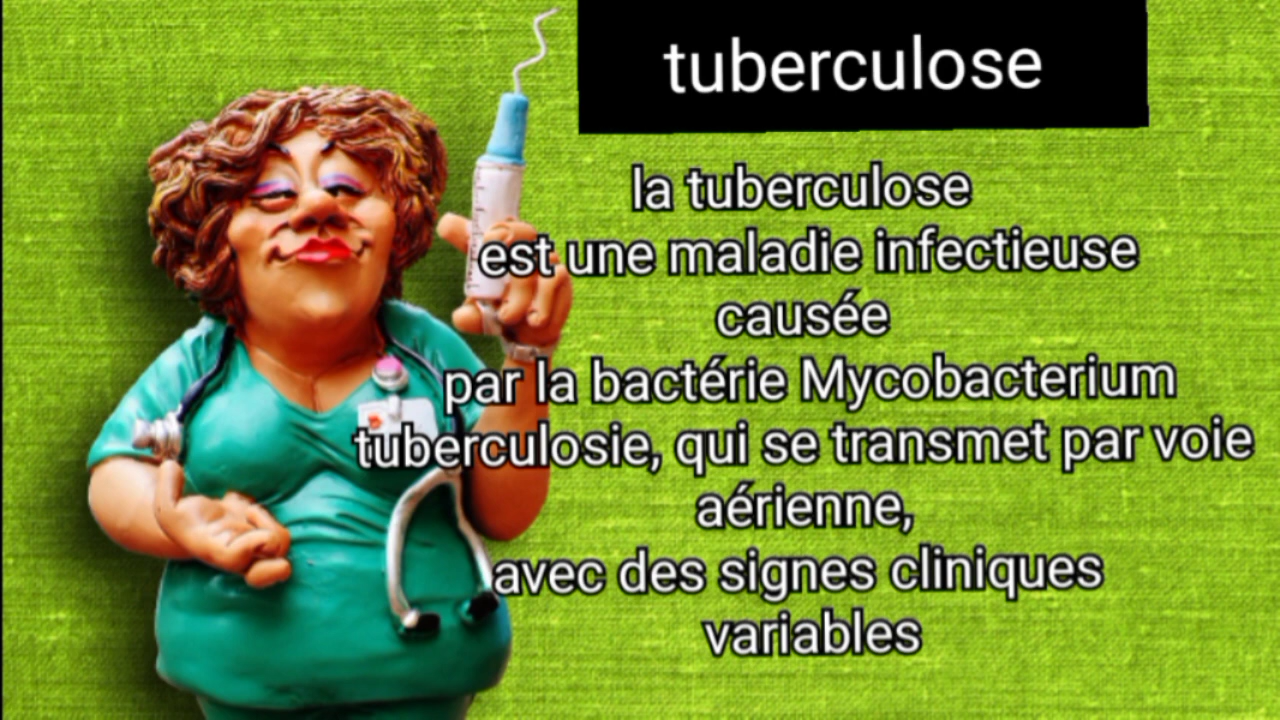 tuberculose
la tuberculose
est une maladie infectieuse
causée
par la bactérie Mycobacterium
tuberculosie, qui se transmet par voie
aérienne,
avec des signes cliniques
variables